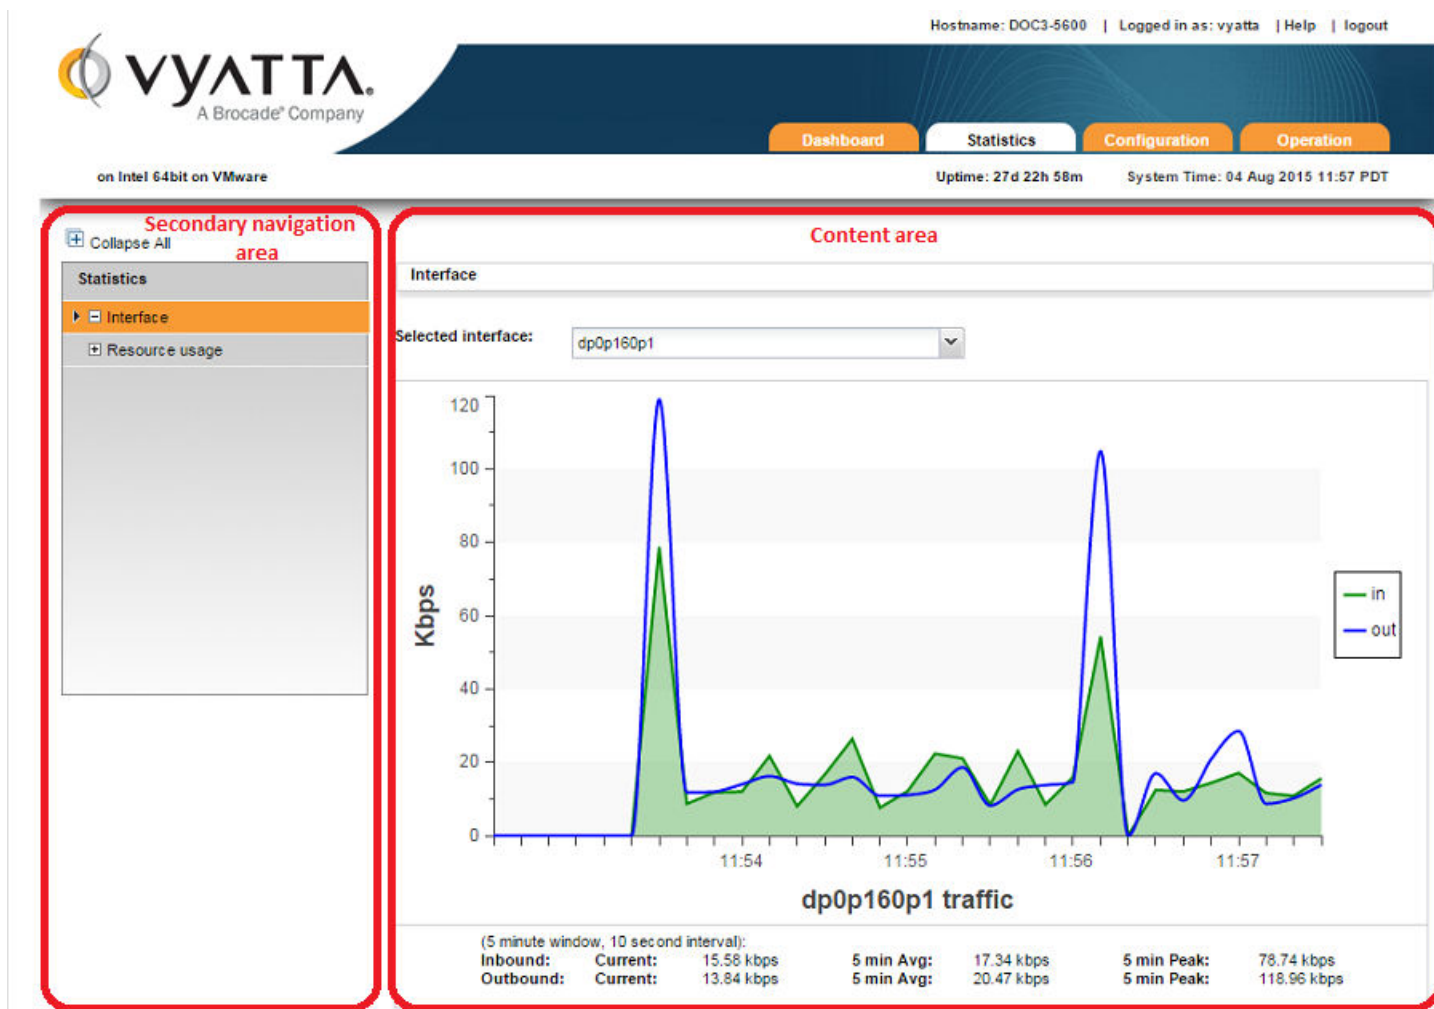 Hostname: DOC3-5600 | Logged in as: vyatta | Help | logout
VYATTA.
A Brocade® Company
Dashboard Statistics Configuration Operation
on Intel 64bit on VMware Uptime: 27d 22h 58m System Time: 04 Aug 2015 11:57 PDT
Secondary navigation
area
Collapse All
Statistics
Interface
Resource usage
Content area
Interface
Selected interface: dp0p160p1
120
100
80
60
40
20
0
Kbps
in
out
11:54 11:55 11:56 11:57
dp0p160p1 traffic
(5 minute window, 10 second interval):
Inbound: Current: 15.58 kbps 5 min Avg: 17.34 kbps 5 min Peak: 78.74 kbps
Outbound: Current: 13.84 kbps 5 min Avg: 20.47 kbps 5 min Peak: 118.96 kbps